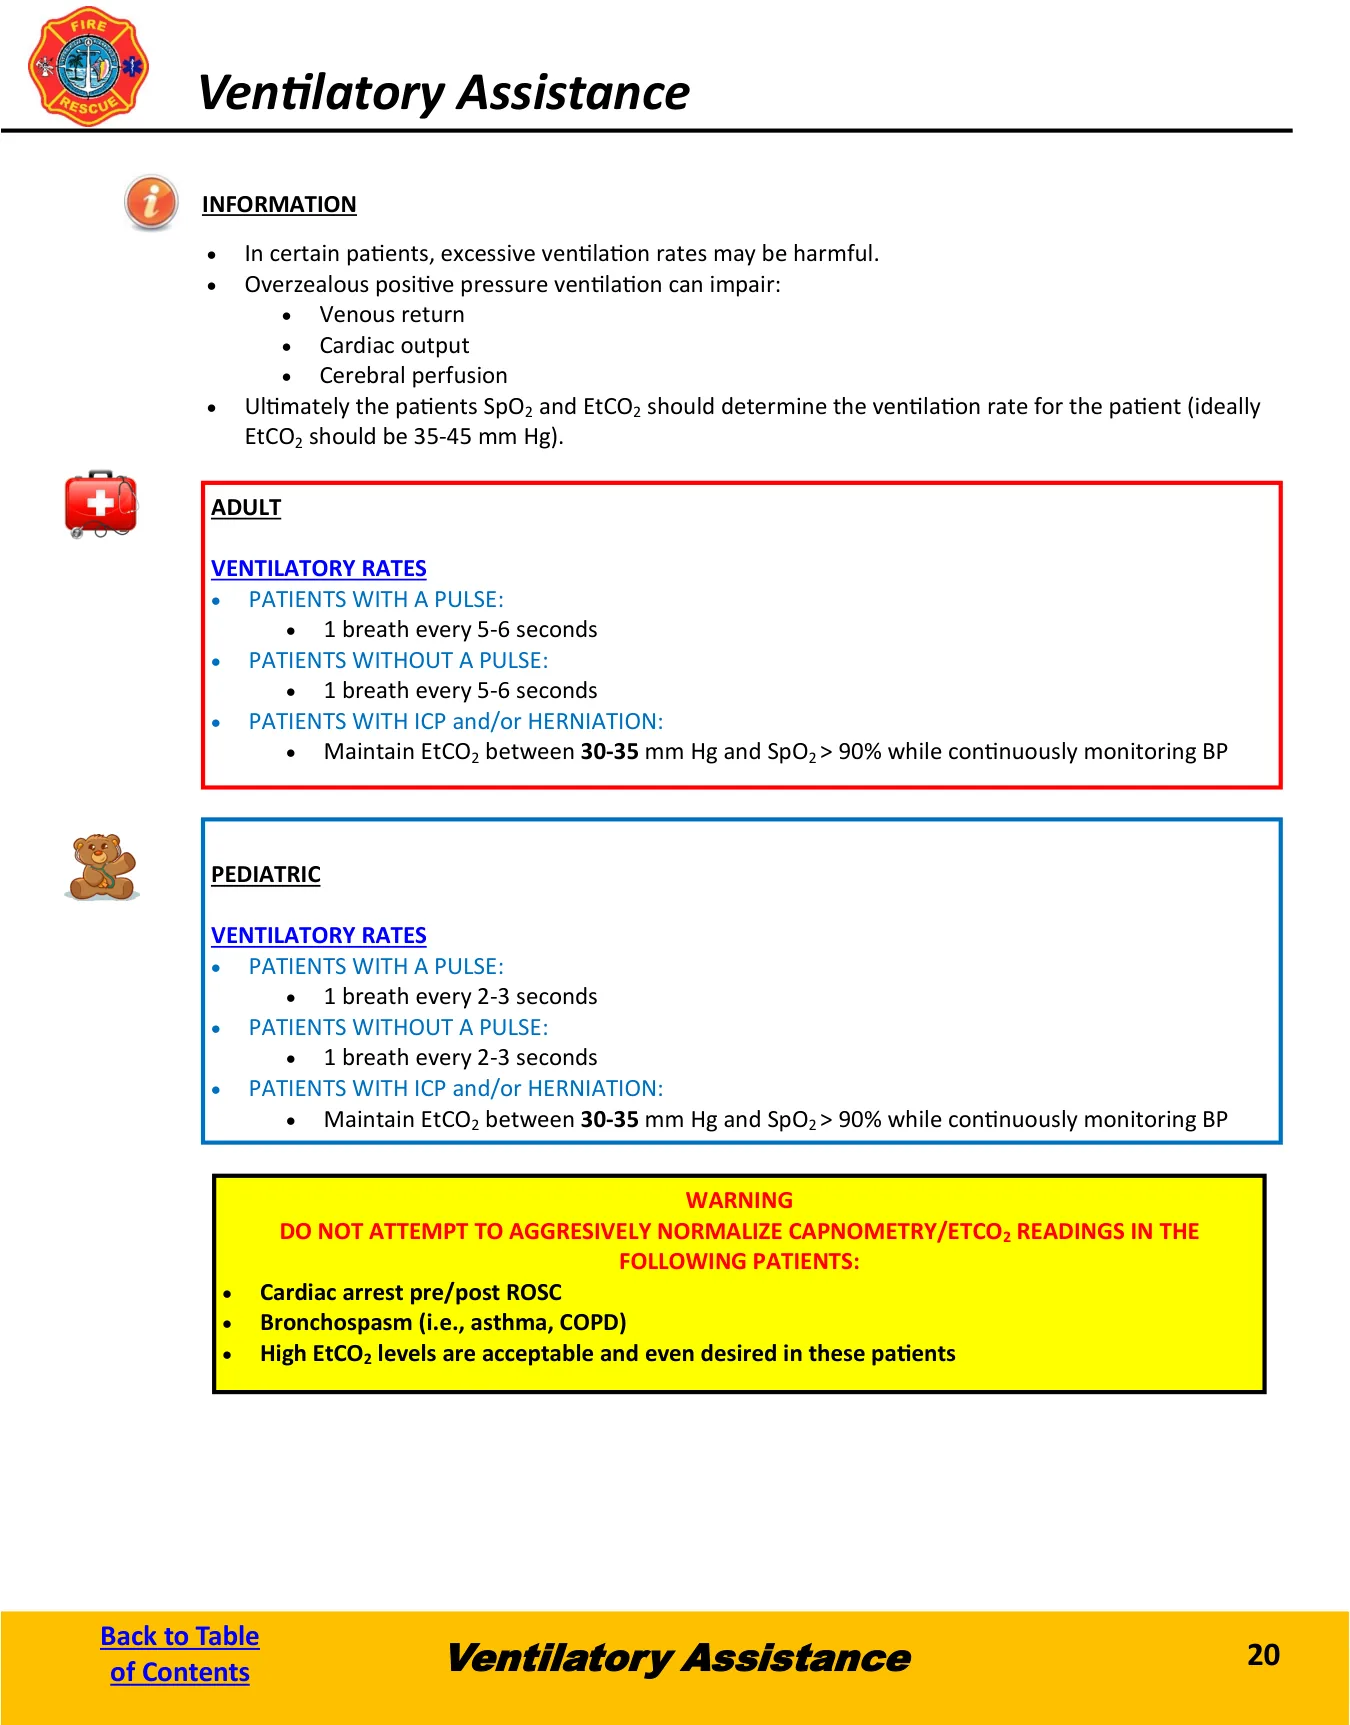 FIRE
RESCUE
Ventilatory Assistance
INFORMATION
• In certain patients, excessive ventilation rates may be harmful.
• Overzealous positive pressure ventilation can impair:
• Venous return
• Cardiac output
• Cerebral perfusion
• Ultimately the patients SpO₂ and EtCO₂ should determine the ventilation rate for the patient (ideally
EtCO₂ should be 35-45 mm Hg).
ADULT
VENTILATORY RATES
• PATIENTS WITH A PULSE:
• 1 breath every 5-6 seconds
• PATIENTS WITHOUT A PULSE:
• 1 breath every 5-6 seconds
• PATIENTS WITH ICP and/or HERNIATION:
• Maintain EtCO₂ between 30-35 mm Hg and SpO₂ > 90% while continuously monitoring BP
PEDIATRIC
VENTILATORY RATES
• PATIENTS WITH A PULSE:
• 1 breath every 2-3 seconds
• PATIENTS WITHOUT A PULSE:
• 1 breath every 2-3 seconds
• PATIENTS WITH ICP and/or HERNIATION:
• Maintain EtCO₂ between 30-35 mm Hg and SpO₂ > 90% while continuously monitoring BP
WARNING
DO NOT ATTEMPT TO AGGRESIVELY NORMALIZE CAPNOMETRY/ETCO₂ READINGS IN THE
FOLLOWING PATIENTS:
• Cardiac arrest pre/post ROSC
• Bronchospasm (i.e., asthma, COPD)
• High EtCO₂ levels are acceptable and even desired in these patients
Back to Table
of Contents
Ventilatory Assistance
20